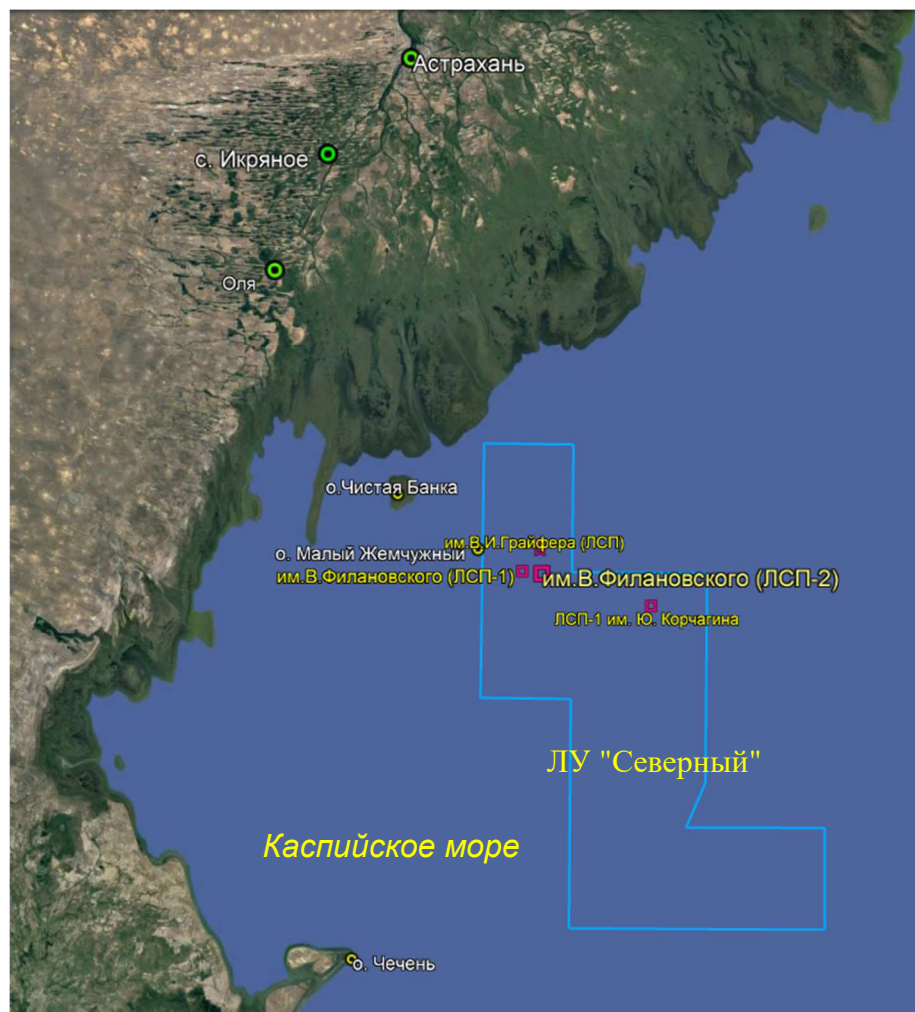 Астрахань
с. Икряное
Оля
о.Чистая Банка
им.В.И.Грайфера (ЛСП)
о. Малый Жемчужный
им.В.Филановского (ЛСП-1)
им.В.Филановского (ЛСП-2)
ЛСП-1 им. Ю. Корчагина
ЛУ "Северный"
Каспийское море
о. Чечень